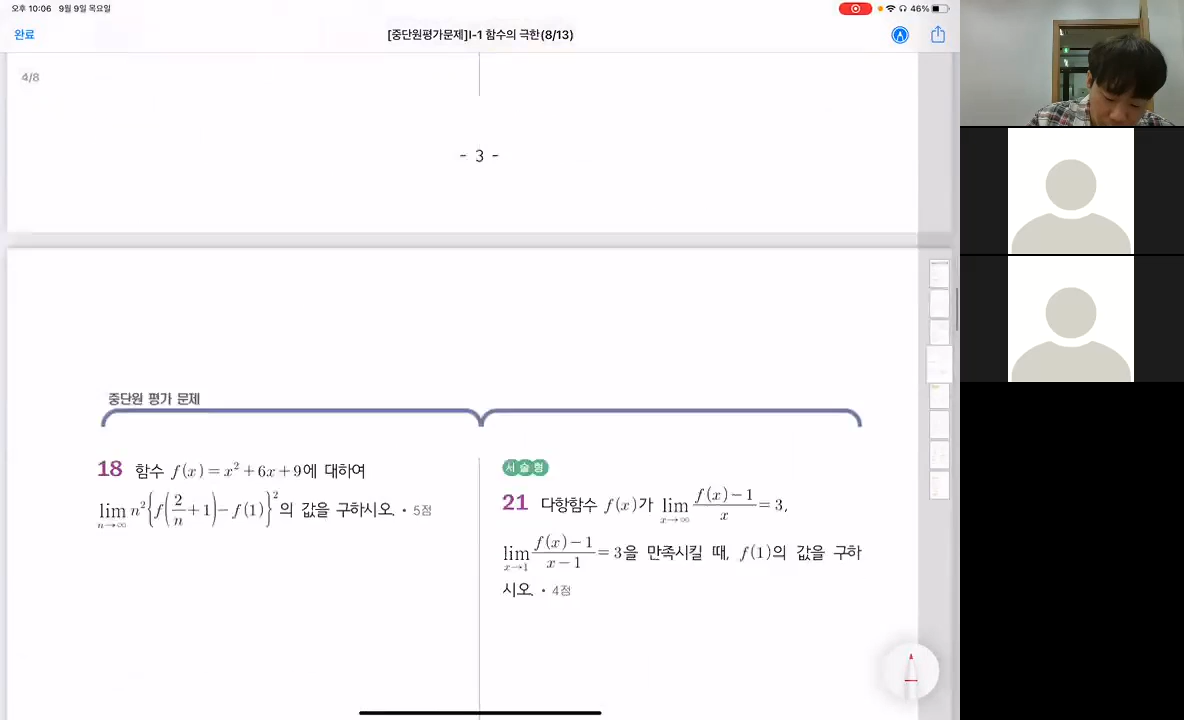 오후 10:06 9월 9일 목요일
46%
완료
[중단원평가문제]I-1 함수의 극한(8/13)
4/8
- 3 -
중단원 평가 문제
18 함수 f(x)=x²+6x+9에 대하여
lim n→∞ n²{f(2/n+1)-f(1)}²의 값을 구하시오. • 5점
서술형
21 다항함수 f(x)가 lim x→∞ (f(x)-1)/x=3,
lim x→1 (f(x)-1)/(x-1)=3을 만족시킬 때, f(1)의 값을 구하
시오. • 4점